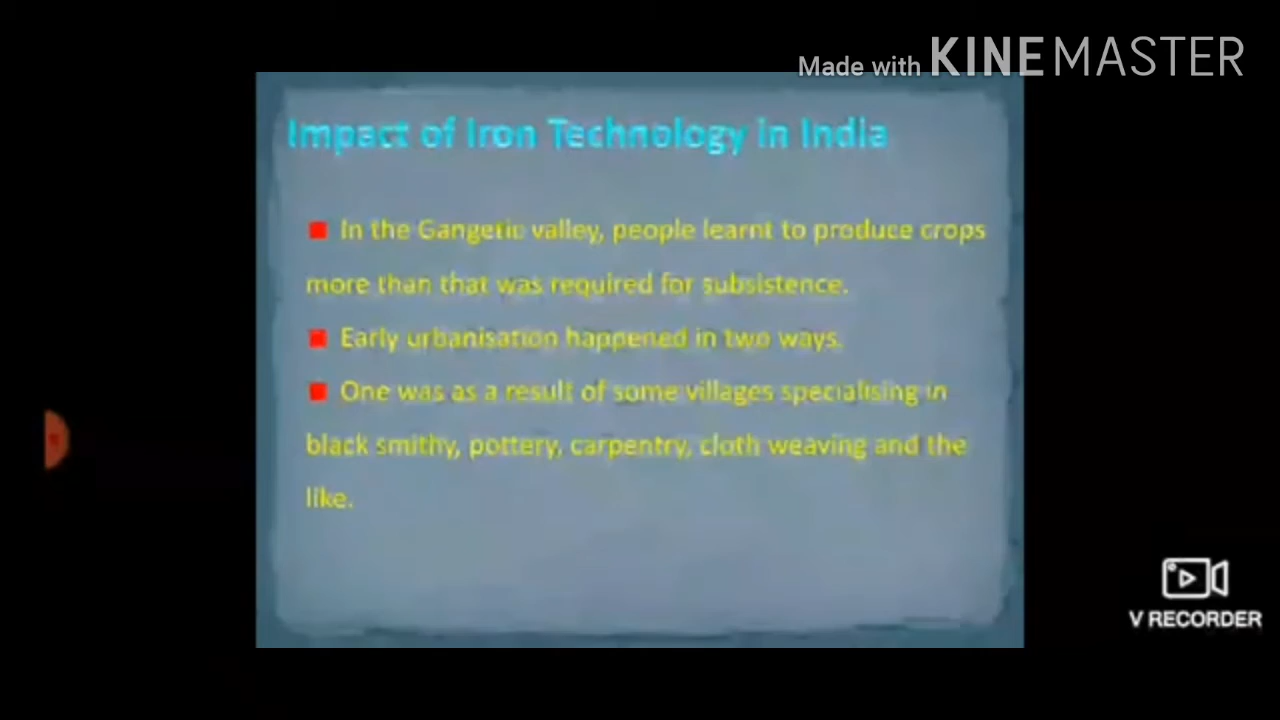 Made with KINEMASTER
Impact of Iron Technology in India
In the Gangetic valley, people learnt to produce crops
more than that was required for subsistence.
Early urbanisation happened in two ways.
One was as a result of some villages specialising in
black smithy, pottery, carpentry, cloth weaving and the
like.
V RECORDER